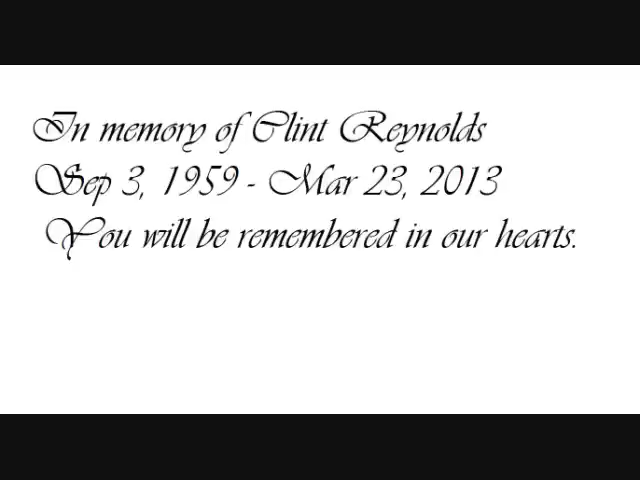 In memory of Clint Reynolds
Sep 3, 1959 - Mar 23, 2013
You will be remembered in our hearts.